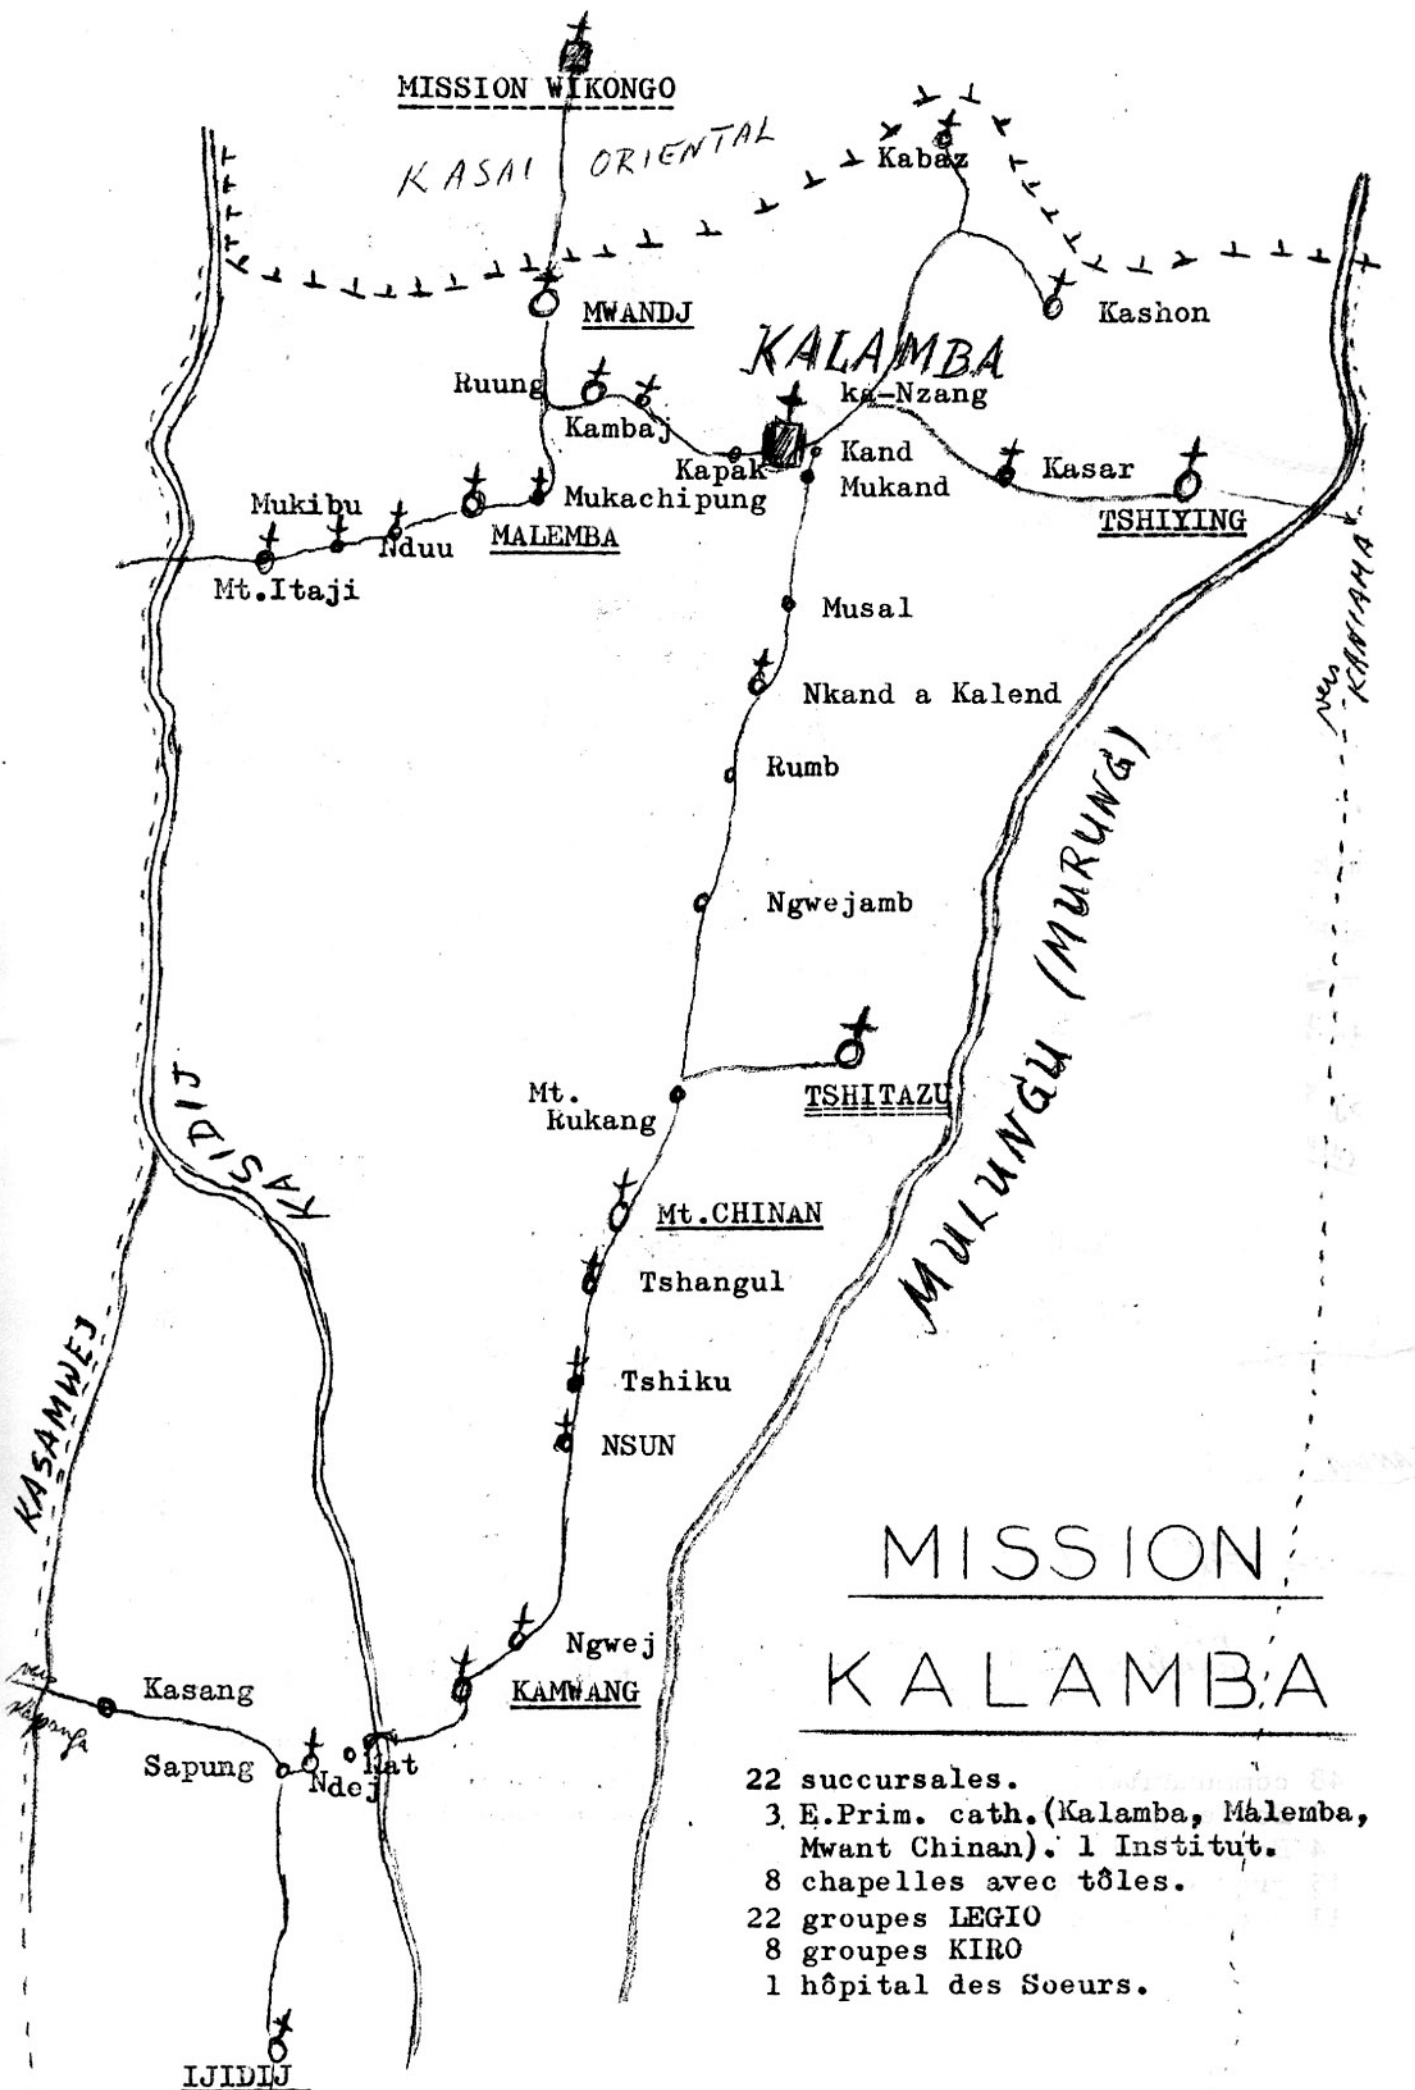 MISSION WIKONGO
KASAI ORIENTAL
Kabaz
MWANDJ
Kashon
KALAMBA
Ruung
ka-Nzang
Kambaj
Kapak
Kand
Kasar
Mukibu
Mukachipung
Mukand
Nduu
MALEMBA
TSHIYING
Mt.Itaji
Musal
vers
KANIAMA
Nkand a Kalend
Rumb
MULUNGU (MURUNG)
Ngwejamb
KASIDIJ
Mt.
Rukang
TSHITAZU
Mt.CHINAN
Tshangul
KASAMWEJ
Tshiku
NSUN
MISSION
Ngwej
vers
Kasang
KAMWANG
KALAMBA
Sapung
Ndej
Kat
22 succursales.
3 E.Prim. cath.(Kalamba, Malemba,
Mwant Chinan). 1 Institut.
8 chapelles avec tôles.
22 groupes LEGIO
8 groupes KIRO
1 hôpital des Soeurs.
IJIDIJ